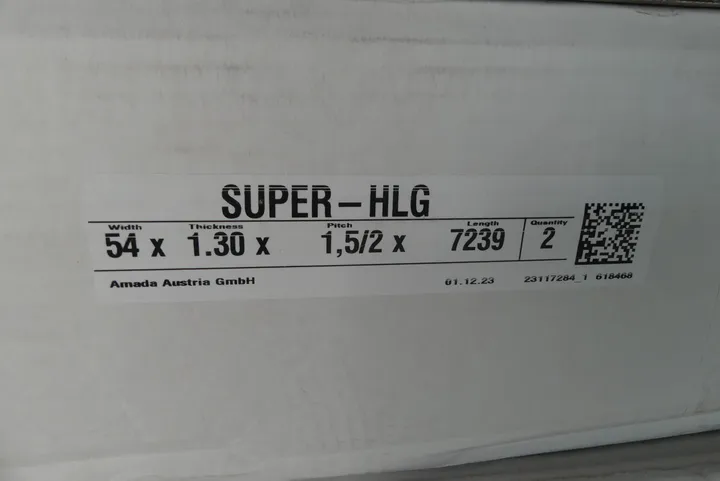 SUPER-HLG
Width Thickness Pitch Length Quantity
54 x 1.30 x 1,5/2 x 7239 2
Amada Austria GmbH 01.12.23 23117284_1 618468